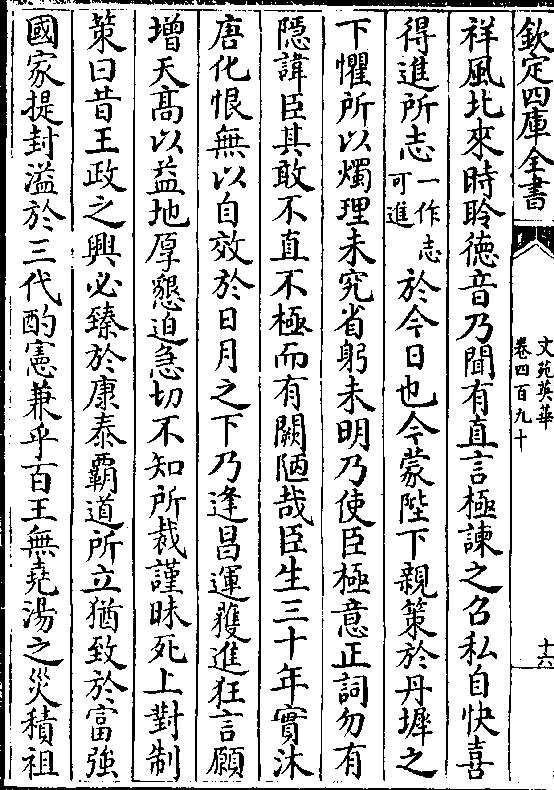 欽定四庫全書
文苑英華
卷四百九十
十六
祥風北來時聆徳音乃聞有直言極諫之召私自快喜
得進所志一作志可進於今日也今蒙陛下親策於丹墀之
下懼所以燭理未究省躬未明乃使臣極意正詞勿有
隠諱臣其敢不直不極而有闕陋哉臣生三十年實沐
唐化恨無以自效於日月之下乃逢昌運獲進狂言願
增天髙以益地厚懇迫急切不知所裁謹昧死上對制
策曰昔王政之興必臻於康泰覇道所立猶致於富強
國家提封溢於三代酌憲兼乎百王無堯湯之災積祖